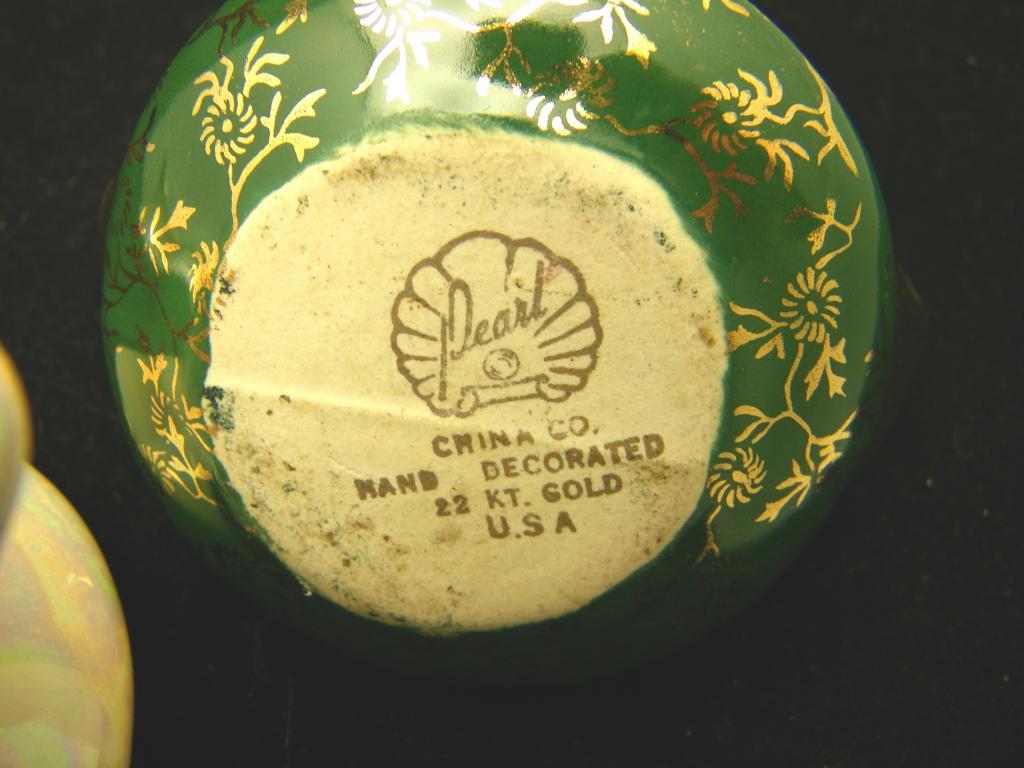 Pearl
CHINA CO.
HAND DECORATED
22 KT. GOLD
U.S.A